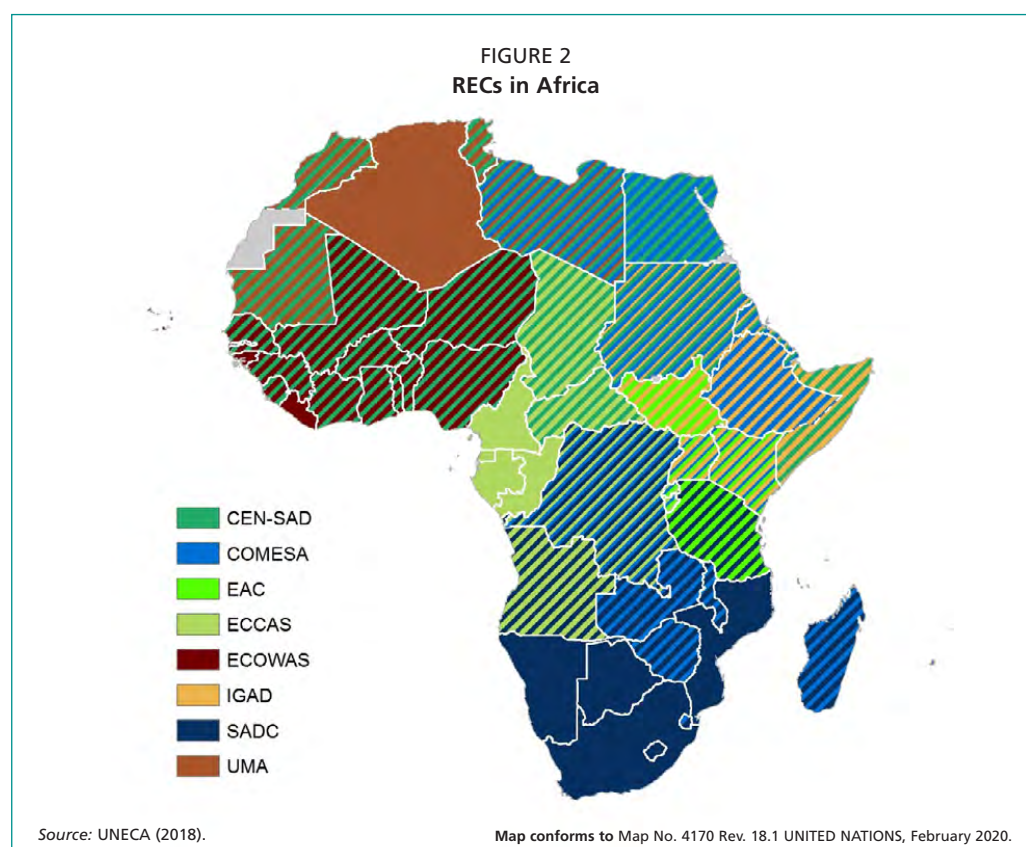 FIGURE 2
RECs in Africa
CEN-SAD
COMESA
EAC
ECCAS
ECOWAS
IGAD
SADC
UMA
Source: UNECA (2018).
Map conforms to Map No. 4170 Rev. 18.1 UNITED NATIONS, February 2020.